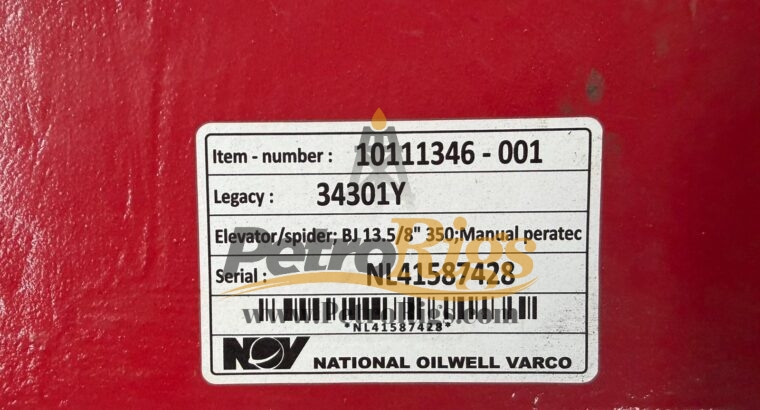 Item - number : 10111346 - 001
Legacy : 34301Y
Elevator/spider; BJ 13.5/8" 350;Manual peratec
PetroRigs
Serial : NL41587428
www.PetroRigs.com
*NL41587428*
NOV NATIONAL OILWELL VARCO